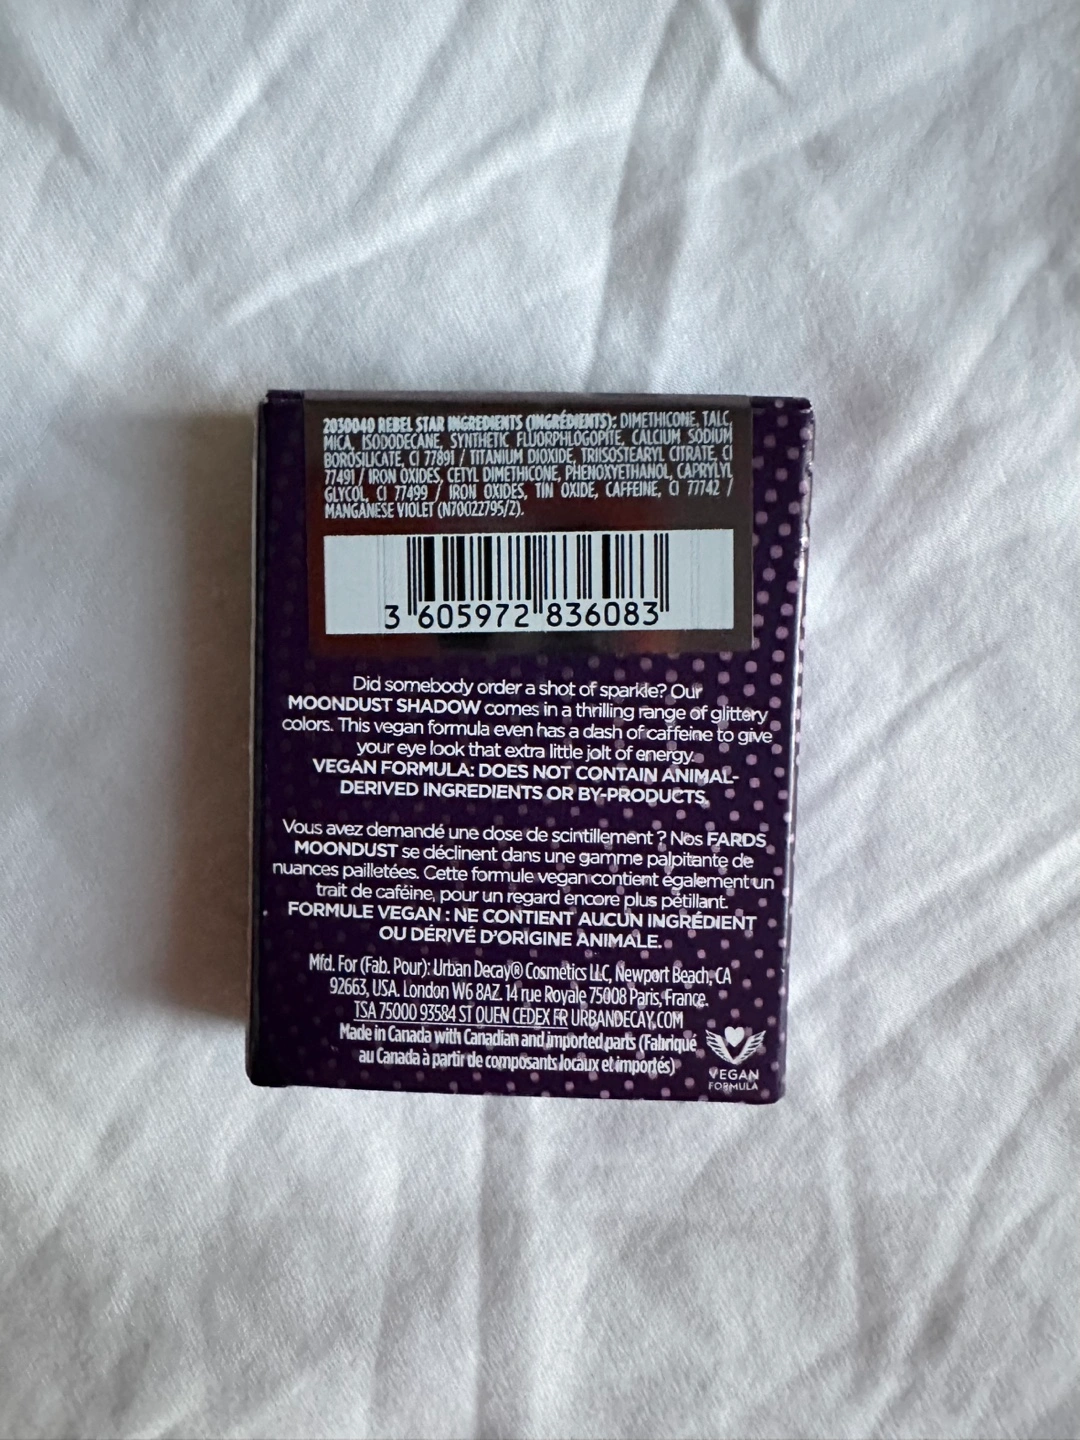 2030040 REBEL STAR INGREDIENTS (INGRÉDIENTS): DIMETHICONE, TALC,
MICA, ISODODECANE, SYNTHETIC FLUORPHLOGOPITE, CALCIUM SODIUM
BOROSILICATE, CI 77891 / TITANIUM DIOXIDE, TRIISOSTEARYL CITRATE, CI
77491 / IRON OXIDES, CETYL DIMETHICONE, PHENOXYETHANOL, CAPRYLYL
GLYCOL, CI 77499 / IRON OXIDES, TIN OXIDE, CAFFEINE, CI 77742 /
MANGANESE VIOLET (N70022795/2).
3 605972 836083
Did somebody order a shot of sparkle? Our
MOONDUST SHADOW comes in a thrilling range of glittery
colors. This vegan formula even has a dash of caffeine to give
your eye look that extra little jolt of energy.
VEGAN FORMULA: DOES NOT CONTAIN ANIMAL-
DERIVED INGREDIENTS OR BY-PRODUCTS.
Vous avez demandé une dose de scintillement ? Nos FARDS
MOONDUST se déclinent dans une gamme palpitante de
nuances pailletées. Cette formule vegan contient également un
trait de caféine, pour un regard encore plus pétillant.
FORMULE VEGAN : NE CONTIENT AUCUN INGRÉDIENT
OU DÉRIVÉ D'ORIGINE ANIMALE.
Mfd. For (Fab. Pour): Urban Decay® Cosmetics LLC, Newport Beach, CA
92663, USA. London W6 8AZ. 14 rue Royale 75008 Paris, France.
TSA 75000 93584 ST OUEN CEDEX FR URBANDECAY.COM
Made in Canada with Canadian and imported parts (Fabriqué
au Canada à partir de composants locaux et importés)
VEGAN
FORMULA